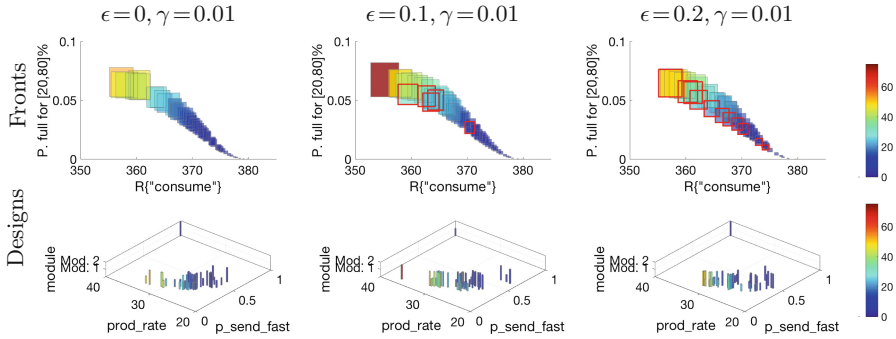 ϵ=0, γ=0.01 ϵ=0.1, γ=0.01 ϵ=0.2, γ=0.01
Fronts
P. full for [20,80]%
0.1
0.05
0
350 360 370 380
R{"consume"}
P. full for [20,80]%
0.1
0.05
0
350 360 370 380
R{"consume"}
P. full for [20,80]%
0.1
0.05
0
350 360 370 380
R{"consume"}
60
40
20
0
Designs
module
Mod. 2
Mod. 1
40
30
20
prod_rate
0
0.5
1
p_send_fast
module
Mod. 2
Mod. 1
40
30
20
prod_rate
0
0.5
1
p_send_fast
module
Mod. 2
Mod. 1
40
30
20
prod_rate
0
0.5
1
p_send_fast
60
40
20
0